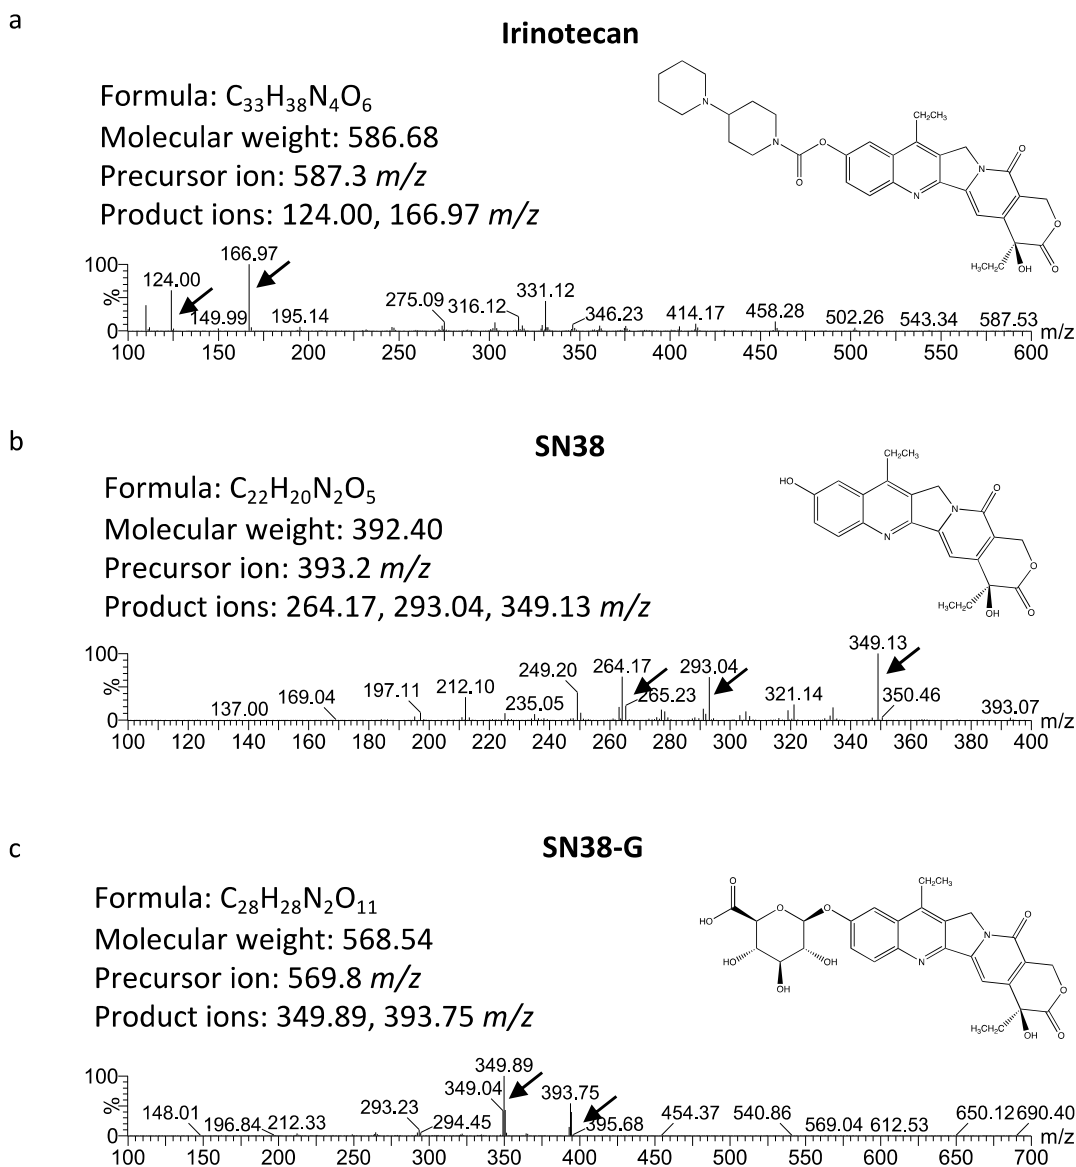 a
Irinotecan
Formula: C₃₃H₃₈N₄O₆
Molecular weight: 586.68
Precursor ion: 587.3 m/z
Product ions: 124.00, 166.97 m/z
N
N
O
O
CH₂CH₃
N
N
O
O
O
H₃CH₂C
OH
100
%
0
124.00
149.99
166.97
195.14
275.09
316.12
331.12
346.23
414.17
458.28
502.26
543.34
587.53
100 150 200 250 300 350 400 450 500 550 600 m/z
b
SN38
Formula: C₂₂H₂₀N₂O₅
Molecular weight: 392.40
Precursor ion: 393.2 m/z
Product ions: 264.17, 293.04, 349.13 m/z
HO
CH₂CH₃
N
N
O
O
O
H₃CH₂C
OH
100
%
0
137.00
169.04
197.11
212.10
235.05
249.20
264.17
265.23
293.04
321.14
349.13
350.46
393.07
100 120 140 160 180 200 220 240 260 280 300 320 340 360 380 400 m/z
c
SN38-G
Formula: C₂₈H₂₈N₂O₁₁
Molecular weight: 568.54
Precursor ion: 569.8 m/z
Product ions: 349.89, 393.75 m/z
O
HO
O
O
HO
OH
OH
CH₂CH₃
N
N
O
O
O
H₃CH₂C
OH
100
%
0
148.01
196.84
212.33
293.23
294.45
349.04
349.89
393.75
395.68
454.37
540.86
569.04
612.53
650.12
690.40
100 150 200 250 300 350 400 450 500 550 600 650 700 m/z